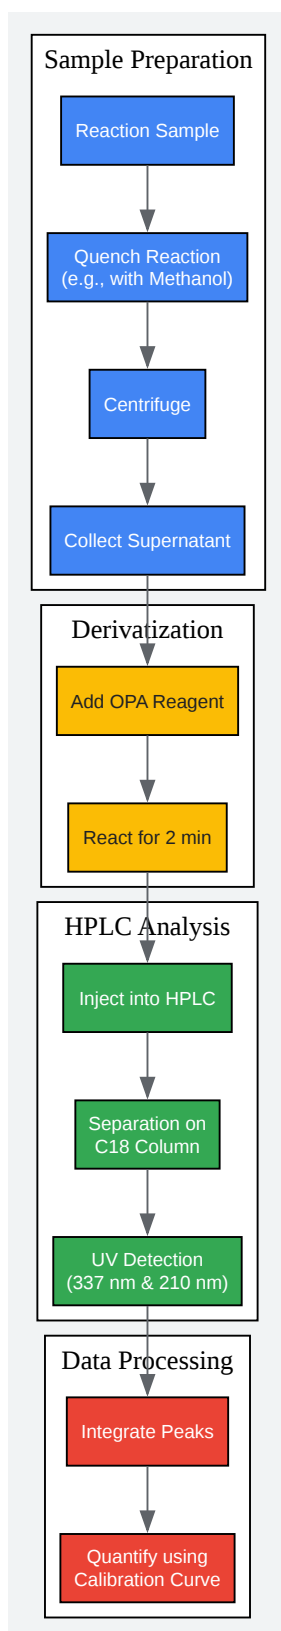 Sample Preparation
Reaction Sample
Quench Reaction
(e.g., with Methanol)
Centrifuge
Collect Supernatant
Derivatization
Add OPA Reagent
React for 2 min
HPLC Analysis
Inject into HPLC
Separation on
C18 Column
UV Detection
(337 nm & 210 nm)
Data Processing
Integrate Peaks
Quantify using
Calibration Curve